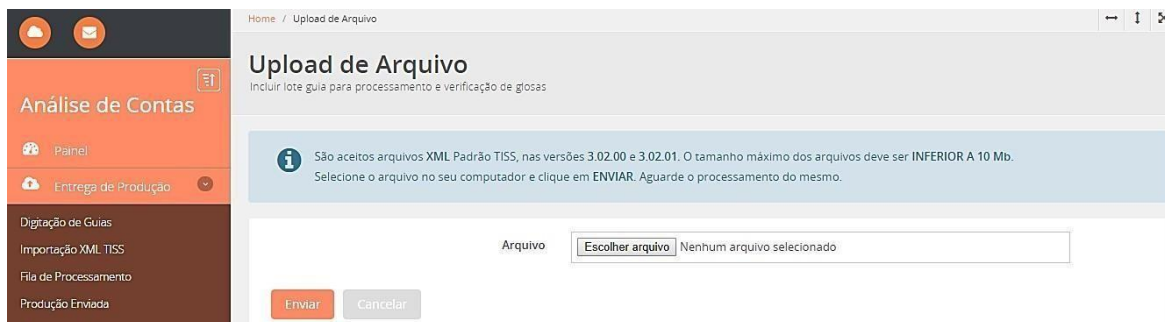 Home / Upload de Arquivo
Upload de Arquivo
Incluir lote guia para processamento e verificação de glosas
Análise de Contas
Painel
Entrega de Produção
Digitação de Guias
Importação XML TISS
Fila de Processamento
Produção Enviada
São aceitos arquivos XML Padrão TISS, nas versões 3.02.00 e 3.02.01. O tamanho máximo dos arquivos deve ser INFERIOR A 10 Mb.
Selecione o arquivo no seu computador e clique em ENVIAR. Aguarde o processamento do mesmo.
Arquivo Escolher arquivo Nenhum arquivo selecionado
Enviar Cancelar